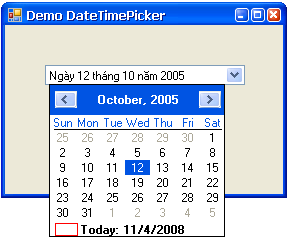 Demo DateTimePicker
Ngày 12 tháng 10 năm 2005
October, 2005
Sun Mon Tue Wed Thu Fri Sat
25 26 27 28 29 30 1
2 3 4 5 6 7 8
9 10 11 12 13 14 15
16 17 18 19 20 21 22
23 24 25 26 27 28 29
30 31 1 2 3 4 5
Today: 11/4/2008